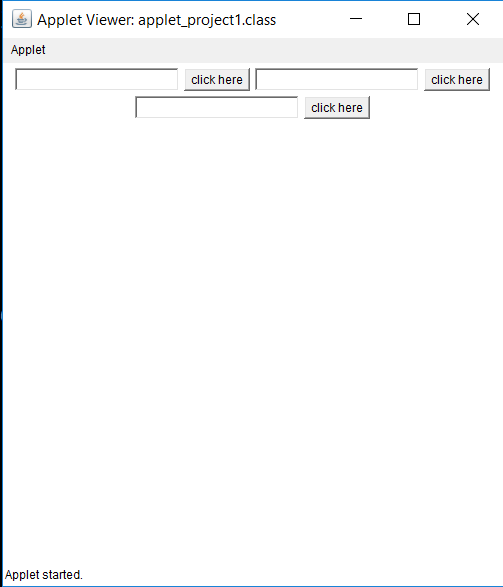 Applet Viewer: applet_project1.class
Applet
click here click here
click here
Applet started.